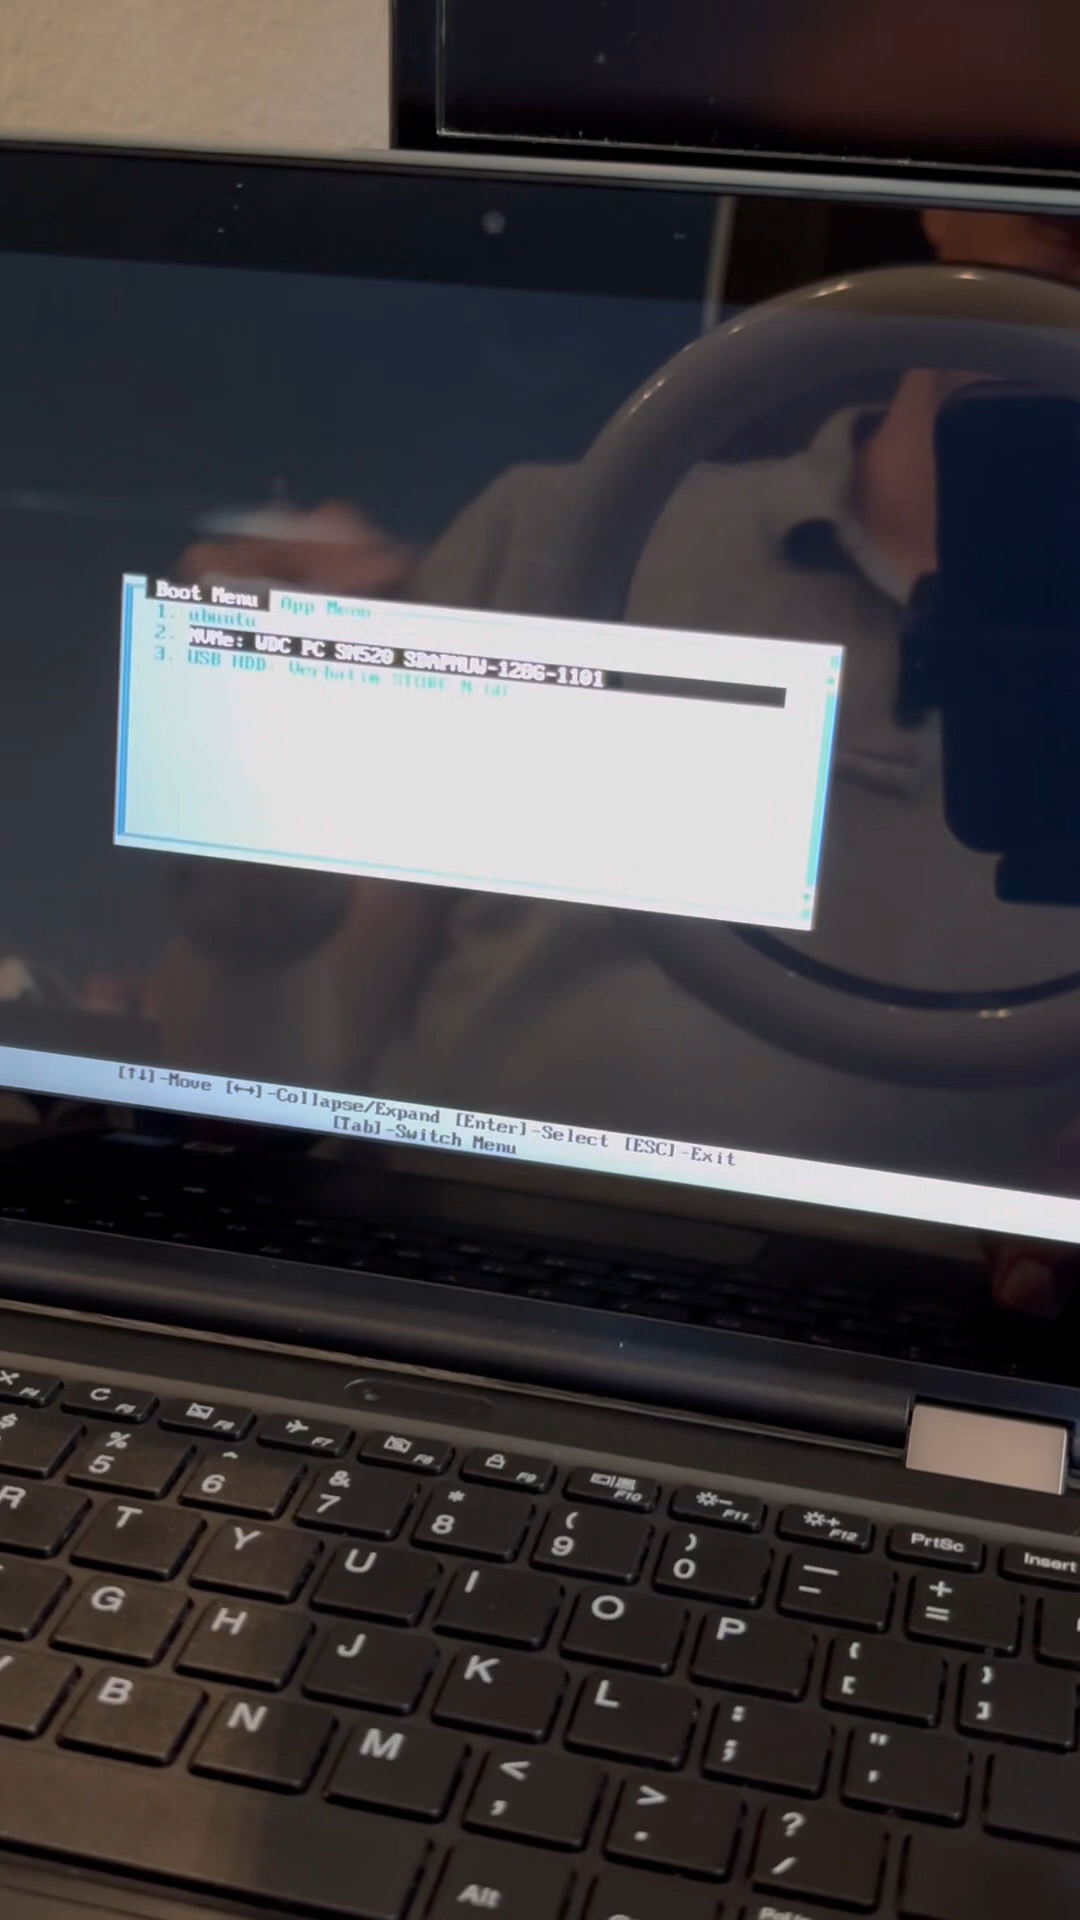 Boot Menu App Menu
1. ubuntu
2. NVMe: WDC PC SN520 SDAPMUW-128G-1101
3. USB HDD: Verbatim STORE N GO
[↑↓]-Move [←→]-Collapse/Expand [Enter]-Select [ESC]-Exit
[Tab]-Switch Menu
F4 F5 F6 F7 F8 F9 F10 F11 F12 PrtSc Insert
$ % 5 ^ 6 & 7 * 8 ( 9 ) 0 — - + =
R T Y U I O P { [ } ]
G H J K L : ; " '
B N M < , > . ? /
Alt